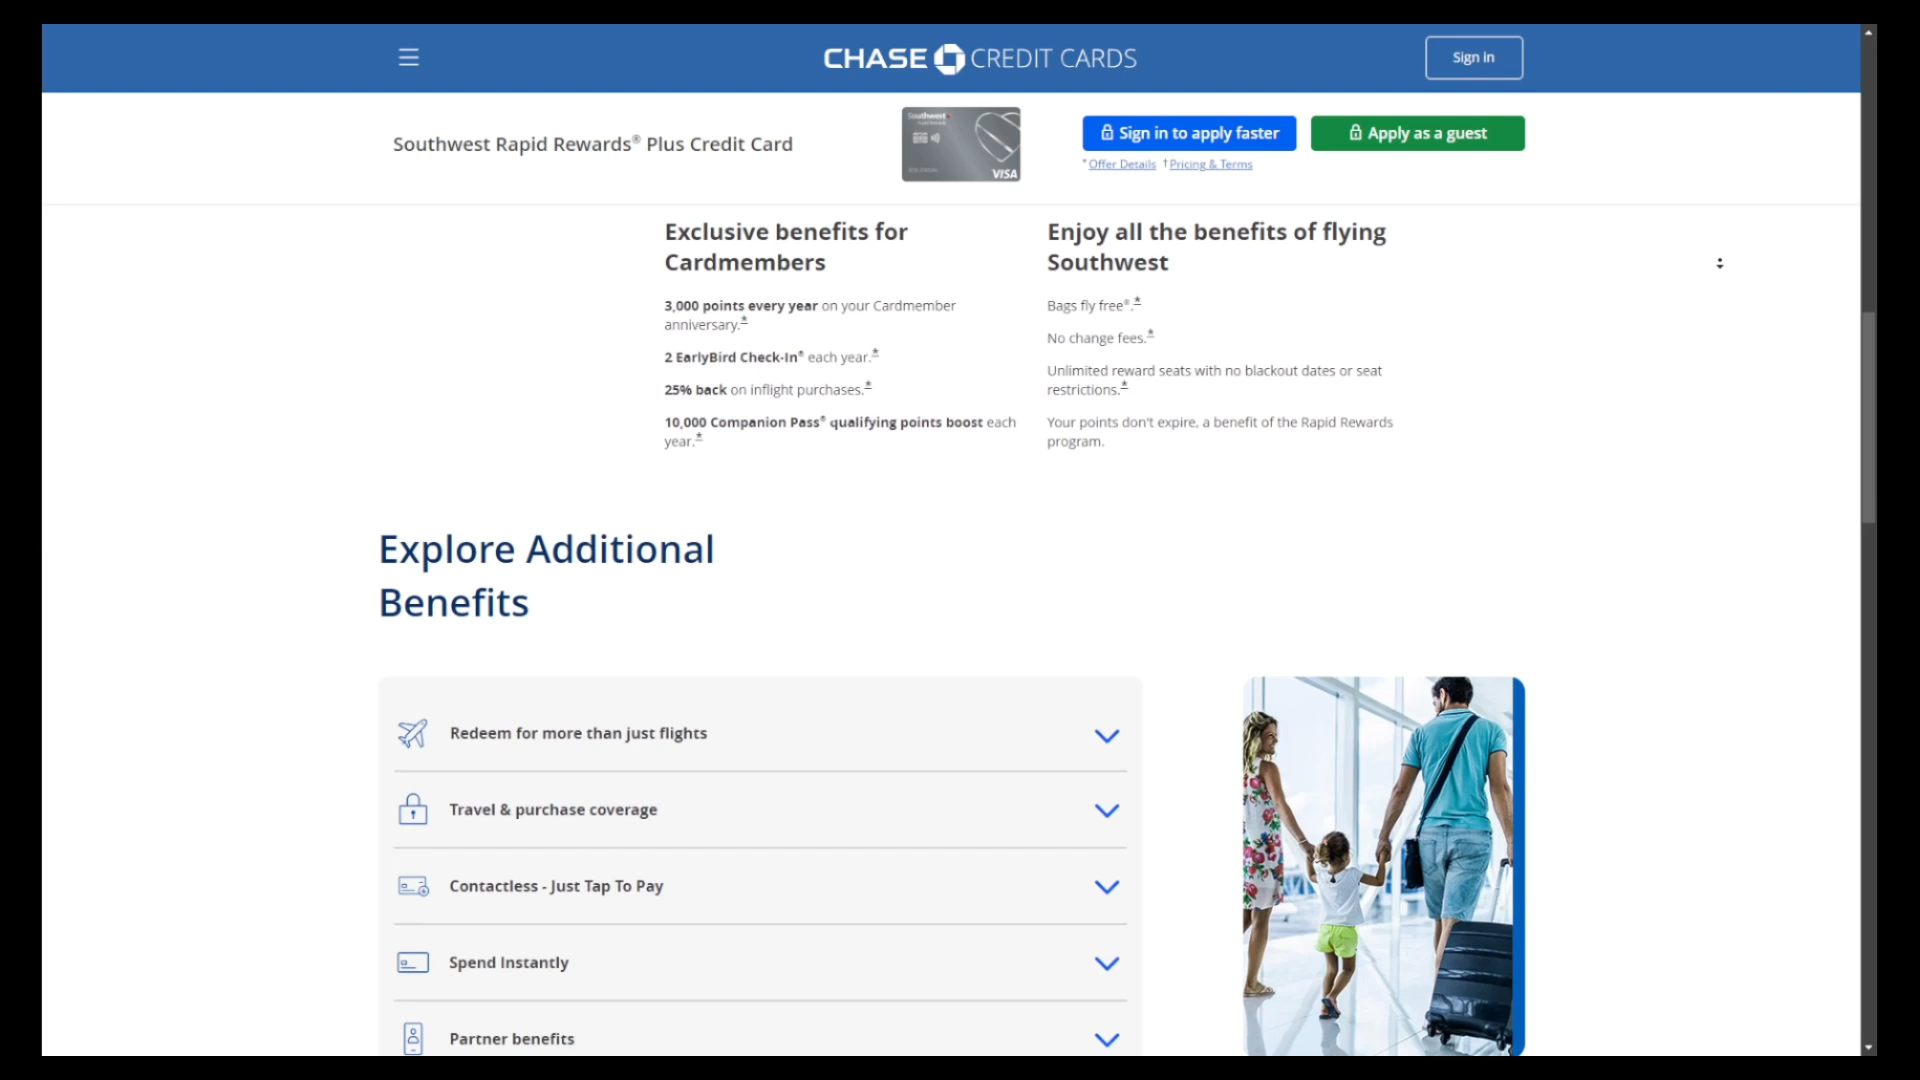 CHASE CREDIT CARDS
Sign in
Southwest Rapid Rewards® Plus Credit Card
Southwest
VISA
Sign in to apply faster
Apply as a guest
*Offer Details †Pricing & Terms
Exclusive benefits for
Cardmembers
3,000 points every year on your Cardmember
anniversary.*
2 EarlyBird Check-In® each year.*
25% back on inflight purchases.*
10,000 Companion Pass® qualifying points boost each
year.*
Enjoy all the benefits of flying
Southwest
Bags fly free®.*
No change fees.*
Unlimited reward seats with no blackout dates or seat
restrictions.*
Your points don't expire, a benefit of the Rapid Rewards
program.
Explore Additional
Benefits
Redeem for more than just flights
Travel & purchase coverage
Contactless - Just Tap To Pay
Spend Instantly
Partner benefits